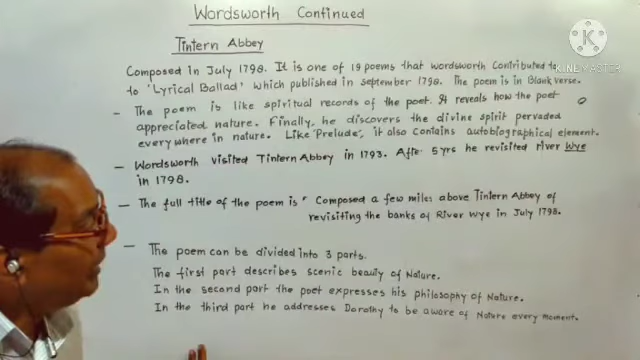 Wordsworth Continued
KINEMASTER
Tintern Abbey
Composed in July 1798. It is one of 19 poems that wordsworth Contributed to
to 'Lyrical Ballad' which published in september 1798. The poem is in Blank verse.
- The poem is like spiritual records of the poet. It reveals how the poet
appreciated nature. Finally, he discovers the divine spirit pervaded
every where in nature. Like 'Prelude', it also contains autobiographical element.
- Wordsworth visited Tintern Abbey in 1793. After 5 yrs he revisited river Wye
in 1798.
- The full title of the poem is " Composed a few miles above Tintern Abbey of
revisiting the banks of River Wye in July 1798.
- The poem can be divided into 3 parts.
The first part describes scenic beauty of Nature.
In the second part the poet expresses his philosophy of Nature.
In the third part he addresses Dorothy to be aware of Nature every moment.